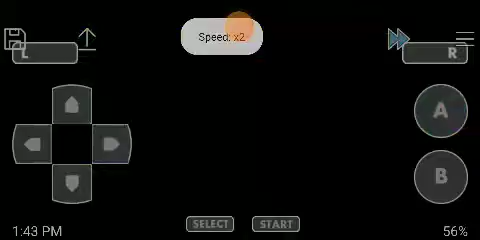 Speed: x2
L
R
A
B
SELECT START
1:43 PM
56%